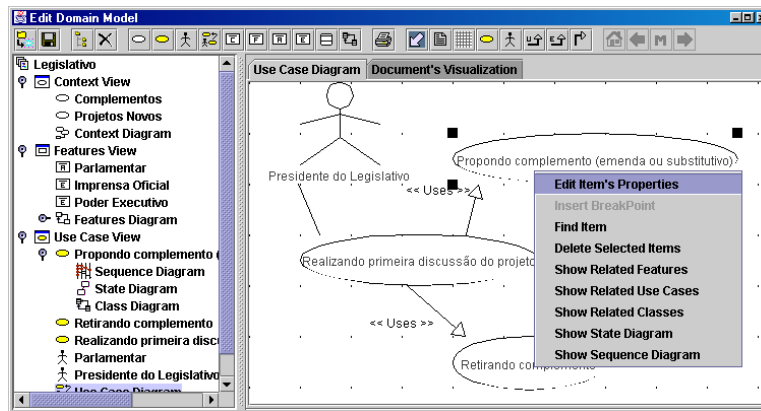 Edit Domain Model
Legislativo
Context View
Complementos
Projetos Novos
Context Diagram
Features View
Parlamentar
Imprensa Oficial
Poder Executivo
Features Diagram
Use Case View
Propondo complemento (
Sequence Diagram
State Diagram
Class Diagram
Retirando complemento
Realizando primeira disc
Parlamentar
Presidente do Legislativo
Use Case Diagram
Use Case Diagram Document's Visualization
Propondo complemento (emenda ou substitutivo)
Presidente do Legislativo
<< Uses >>
Realizando primeira discussão do projeto
<< Uses >>
Retirando
Edit Item's Properties
Insert BreakPoint
Find Item
Delete Selected Items
Show Related Features
Show Related Use Cases
Show Related Classes
Show State Diagram
Show Sequence Diagram